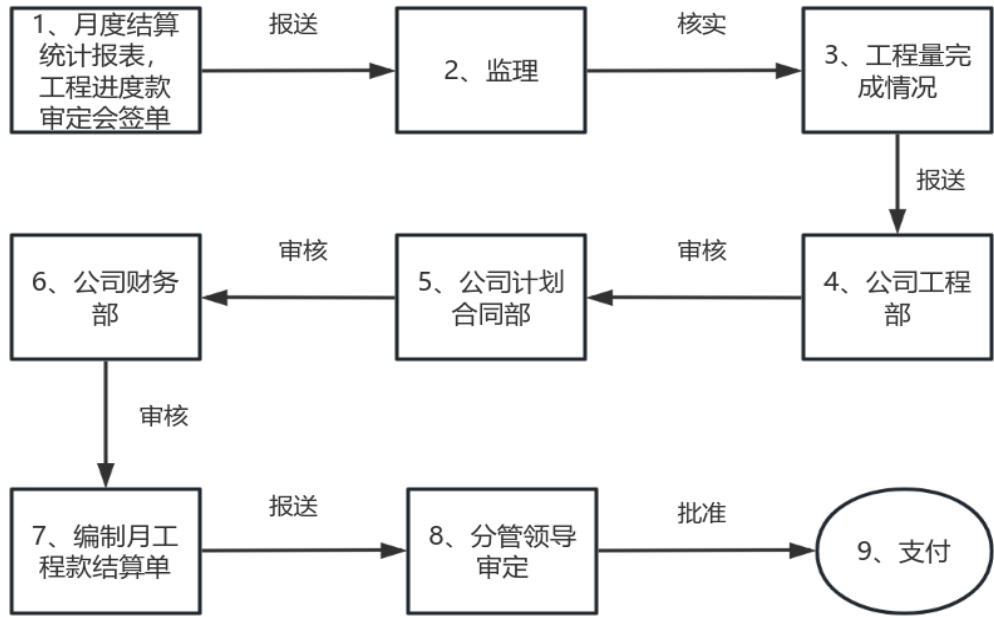 1、月度结算
统计报表，
工程进度款
审定会签单
报送
2、监理
核实
3、工程量完
成情况
报送
4、公司工程
部
审核
5、公司计划
合同部
审核
6、公司财务
部
审核
7、编制月工
程款结算单
报送
8、分管领导
审定
批准
9、支付